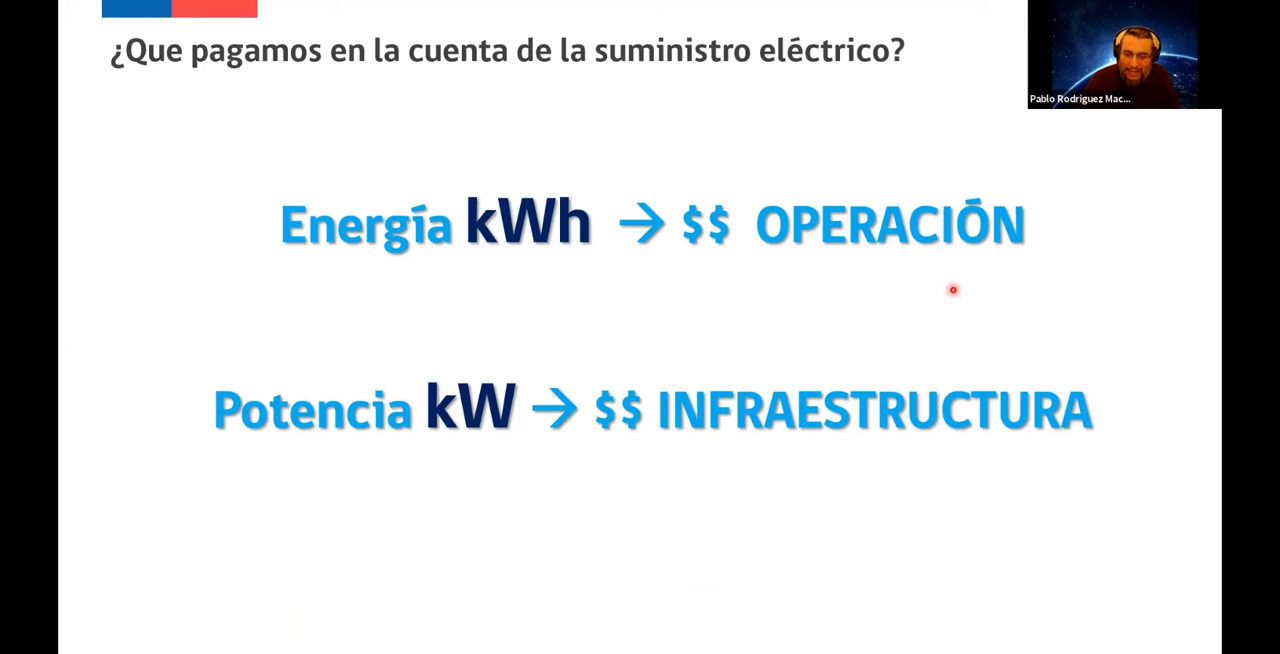 ¿Que pagamos en la cuenta de la suministro eléctrico?
Pablo Rodriguez Mac...
Energía kWh → $$ OPERACIÓN
Potencia kW → $$ INFRAESTRUCTURA